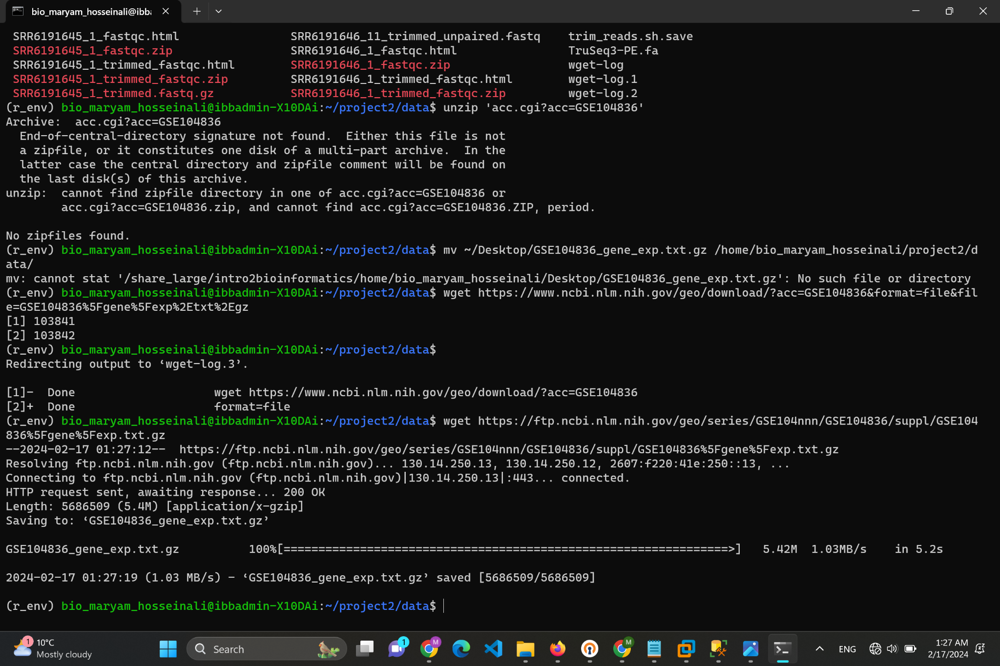 bio_maryam_hosseinali@ibb
SRR6191645_1_fastqc.html SRR6191646_11_trimmed_unpaired.fastq trim_reads.sh.save
SRR6191645_1_fastqc.zip SRR6191646_1_fastqc.html TruSeq3-PE.fa
SRR6191645_1_trimmed_fastqc.html SRR6191646_1_fastqc.zip wget-log
SRR6191645_1_trimmed_fastqc.zip SRR6191646_1_trimmed_fastqc.html wget-log.1
SRR6191645_1_trimmed.fastq.gz SRR6191646_1_trimmed_fastqc.zip wget-log.2
(r_env) bio_maryam_hosseinali@ibbadmin-X10DAi:~/project2/data$ unzip 'acc.cgi?acc=GSE104836'
Archive:  acc.cgi?acc=GSE104836
End-of-central-directory signature not found.  Either this file is not
a zipfile, or it constitutes one disk of a multi-part archive.  In the
latter case the central directory and zipfile comment will be found on
the last disk(s) of this archive.
unzip:  cannot find zipfile directory in one of acc.cgi?acc=GSE104836 or
acc.cgi?acc=GSE104836.zip, and cannot find acc.cgi?acc=GSE104836.ZIP, period.
No zipfiles found.
(r_env) bio_maryam_hosseinali@ibbadmin-X10DAi:~/project2/data$ mv ~/Desktop/GSE104836_gene_exp.txt.gz /home/bio_maryam_hosseinali/project2/d
ata/
mv: cannot stat '/share_large/intro2bioinformatics/home/bio_maryam_hosseinali/Desktop/GSE104836_gene_exp.txt.gz': No such file or directory
(r_env) bio_maryam_hosseinali@ibbadmin-X10DAi:~/project2/data$ wget https://www.ncbi.nlm.nih.gov/geo/download/?acc=GSE104836&format=file&fil
e=GSE104836%5Fgene%5Fexp%2Etxt%2Egz
[1] 103841
[2] 103842
(r_env) bio_maryam_hosseinali@ibbadmin-X10DAi:~/project2/data$
Redirecting output to ‘wget-log.3’.
[1]-  Done                    wget https://www.ncbi.nlm.nih.gov/geo/download/?acc=GSE104836
[2]+  Done                    format=file
(r_env) bio_maryam_hosseinali@ibbadmin-X10DAi:~/project2/data$ wget https://ftp.ncbi.nlm.nih.gov/geo/series/GSE104nnn/GSE104836/suppl/GSE104
836%5Fgene%5Fexp.txt.gz
--2024-02-17 01:27:12--  https://ftp.ncbi.nlm.nih.gov/geo/series/GSE104nnn/GSE104836/suppl/GSE104836%5Fgene%5Fexp.txt.gz
Resolving ftp.ncbi.nlm.nih.gov (ftp.ncbi.nlm.nih.gov)... 130.14.250.13, 130.14.250.12, 2607:f220:41e:250::13, ...
Connecting to ftp.ncbi.nlm.nih.gov (ftp.ncbi.nlm.nih.gov)|130.14.250.13|:443... connected.
HTTP request sent, awaiting response... 200 OK
Length: 5686509 (5.4M) [application/x-gzip]
Saving to: ‘GSE104836_gene_exp.txt.gz’
GSE104836_gene_exp.txt.gz          100%[================================================================>]   5.42M  1.03MB/s    in 5.2s
2024-02-17 01:27:19 (1.03 MB/s) - ‘GSE104836_gene_exp.txt.gz’ saved [5686509/5686509]
(r_env) bio_maryam_hosseinali@ibbadmin-X10DAi:~/project2/data$
1 10°C
Mostly cloudy
Search
1
M
M
ENG
1:27 AM
2/17/2024